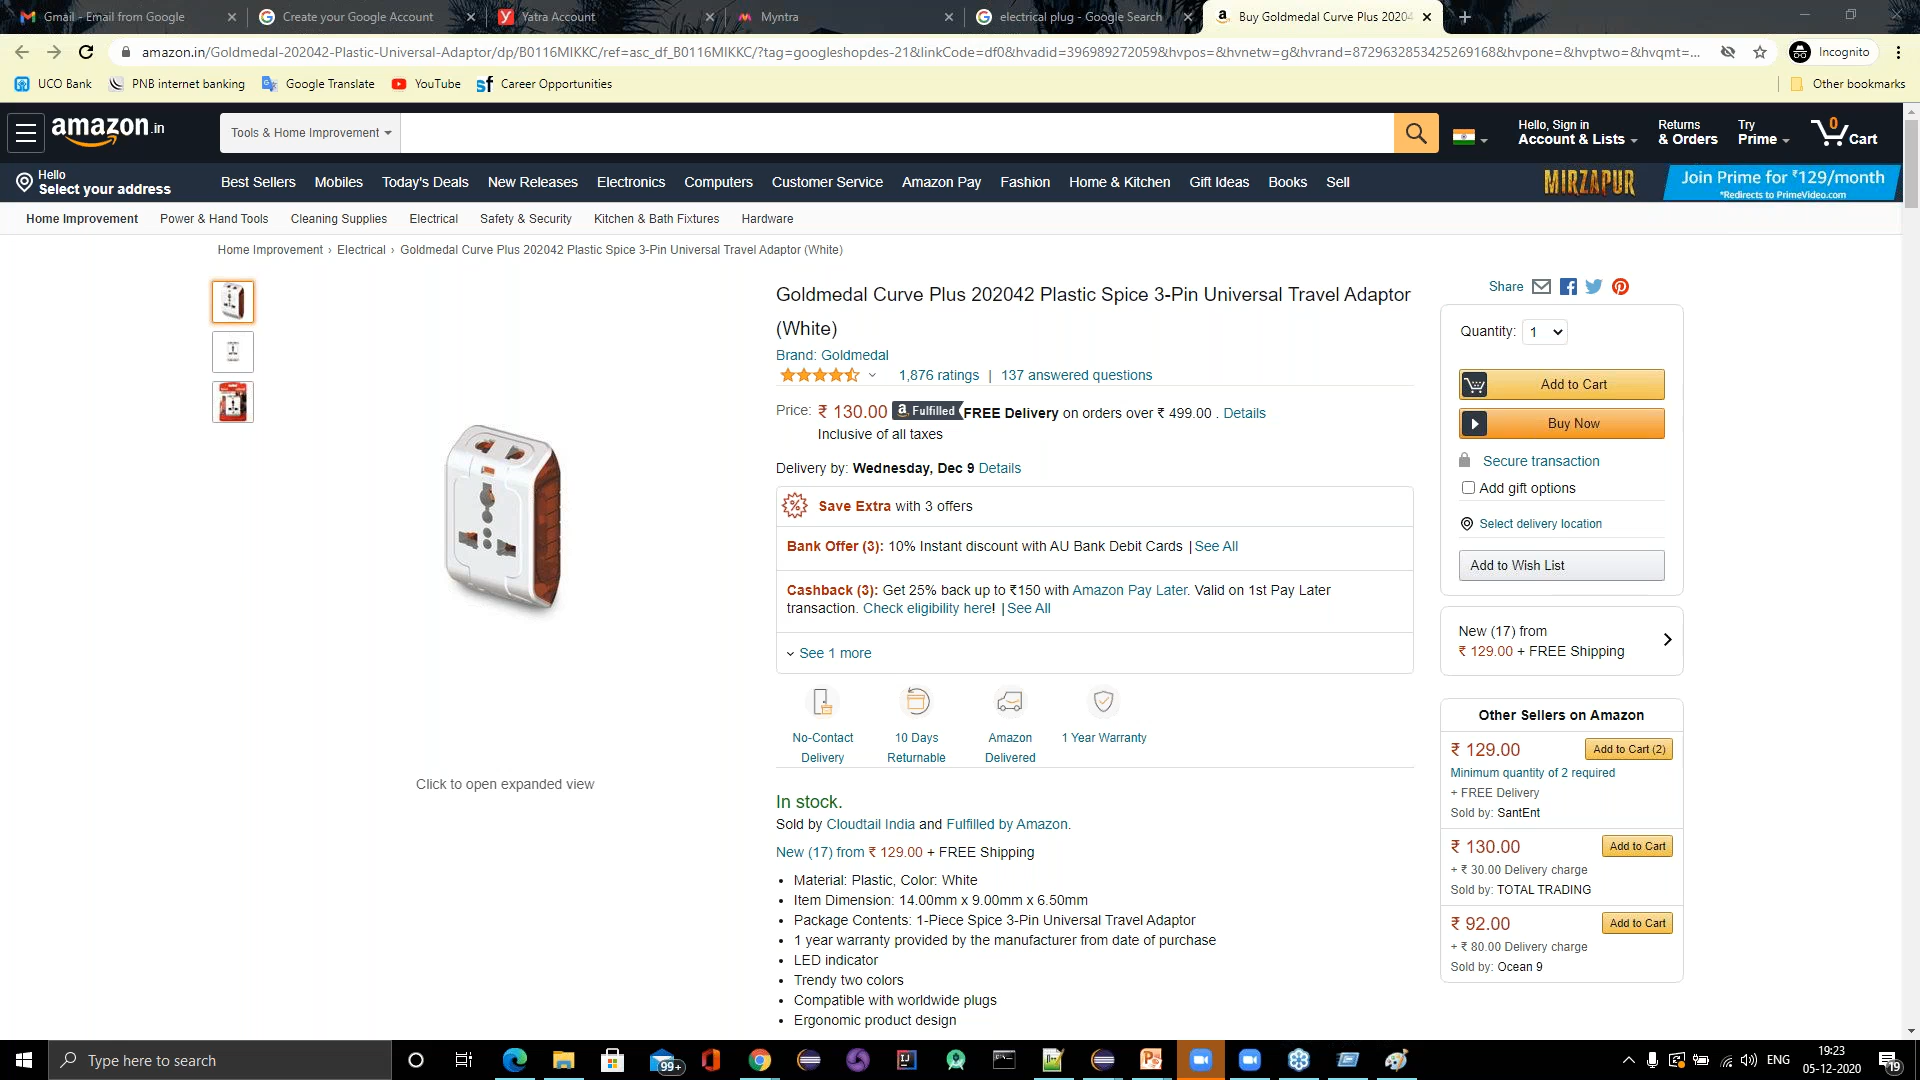 Gmail - Email from Google
Create your Google Account
Yatra Account
Myntra
electrical plug - Google Search
Buy Goldmedal Curve Plus 20204
amazon.in/Goldmedal-202042-Plastic-Universal-Adaptor/dp/B0116MIKKC/ref=asc_df_B0116MIKKC/?tag=googleshopdes-21&linkCode=df0&hvadid=396989272059&hvpos=&hvnetw=g&hvrand=8729632853425269168&hvpone=&hvptwo=&hvqmt=...
Incognito
UCO Bank
PNB internet banking
Google Translate
YouTube
Career Opportunities
Other bookmarks
amazon.in
Tools & Home Improvement
Hello, Sign in
Account & Lists
Returns
& Orders
Try
Prime
0
Cart
Hello
Select your address
Best Sellers
Mobiles
Today's Deals
New Releases
Electronics
Computers
Customer Service
Amazon Pay
Fashion
Home & Kitchen
Gift Ideas
Books
Sell
MIRZAPUR
Join Prime for ₹129/month
*Redirects to PrimeVideo.com
Home Improvement
Power & Hand Tools
Cleaning Supplies
Electrical
Safety & Security
Kitchen & Bath Fixtures
Hardware
Home Improvement › Electrical › Goldmedal Curve Plus 202042 Plastic Spice 3-Pin Universal Travel Adaptor (White)
Click to open expanded view
Goldmedal Curve Plus 202042 Plastic Spice 3-Pin Universal Travel Adaptor
(White)
Brand: Goldmedal
1,876 ratings | 137 answered questions
Price: ₹ 130.00 a Fulfilled FREE Delivery on orders over ₹ 499.00 . Details
Inclusive of all taxes
Delivery by: Wednesday, Dec 9 Details
Save Extra with 3 offers
Bank Offer (3): 10% Instant discount with AU Bank Debit Cards | See All
Cashback (3): Get 25% back up to ₹150 with Amazon Pay Later. Valid on 1st Pay Later
transaction. Check eligibility here! | See All
See 1 more
No-Contact
Delivery
10 Days
Returnable
Amazon
Delivered
1 Year Warranty
In stock.
Sold by Cloudtail India and Fulfilled by Amazon.
New (17) from ₹ 129.00 + FREE Shipping
• Material: Plastic, Color: White
• Item Dimension: 14.00mm x 9.00mm x 6.50mm
• Package Contents: 1-Piece Spice 3-Pin Universal Travel Adaptor
• 1 year warranty provided by the manufacturer from date of purchase
• LED indicator
• Trendy two colors
• Compatible with worldwide plugs
• Ergonomic product design
Share
Quantity: 1
Add to Cart
Buy Now
Secure transaction
Add gift options
Select delivery location
Add to Wish List
New (17) from
₹ 129.00 + FREE Shipping
Other Sellers on Amazon
₹ 129.00
Add to Cart (2)
Minimum quantity of 2 required
+ FREE Delivery
Sold by: SantEnt
₹ 130.00
Add to Cart
+ ₹ 30.00 Delivery charge
Sold by: TOTAL TRADING
₹ 92.00
Add to Cart
+ ₹ 80.00 Delivery charge
Sold by: Ocean 9
Type here to search
99+
ENG
19:23
05-12-2020
19